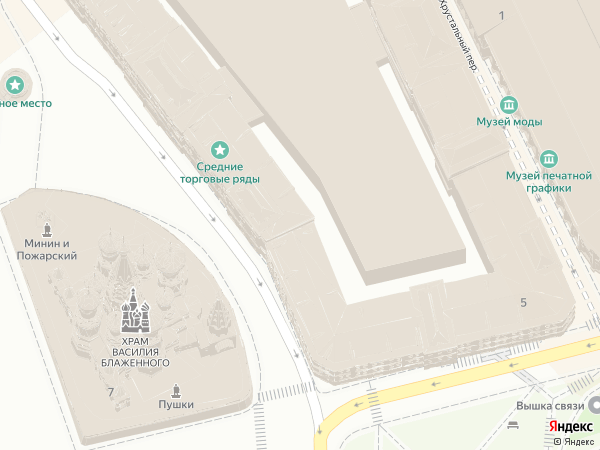 Хрустальный пер.
1
ное место
Музей моды
Средние
торговые ряды
Музей печатной
графики
Минин и
Пожарский
ХРАМ
ВАСИЛИЯ
БЛАЖЕННОГО
5
7
Пушки
Вышка связи
Яндекс
© Яндекс